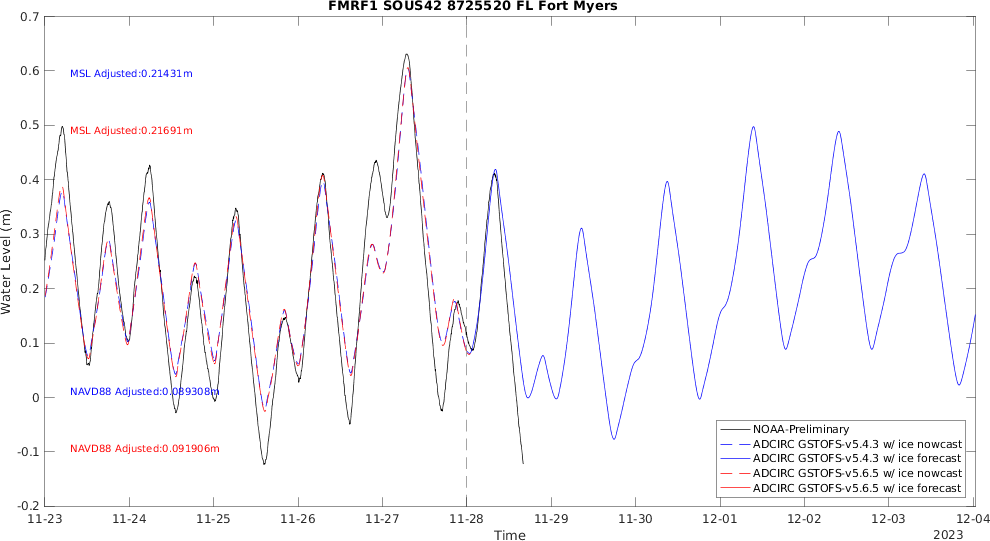 FMRF1 SOUS42 8725520 FL Fort Myers
0.7
0.6
0.5
0.4
0.3
0.2
0.1
0
-0.1
-0.2
Water Level (m)
MSL Adjusted:0.21431m
MSL Adjusted:0.21691m
NAVD88 Adjusted:0.089308m
NAVD88 Adjusted:0.091906m
NOAA-Preliminary
ADCIRC GSTOFS-v5.4.3 w/ ice nowcast
ADCIRC GSTOFS-v5.4.3 w/ ice forecast
ADCIRC GSTOFS-v5.6.5 w/ ice nowcast
ADCIRC GSTOFS-v5.6.5 w/ ice forecast
11-23 11-24 11-25 11-26 11-27 11-28 11-29 11-30 12-01 12-02 12-03 12-04
Time
2023